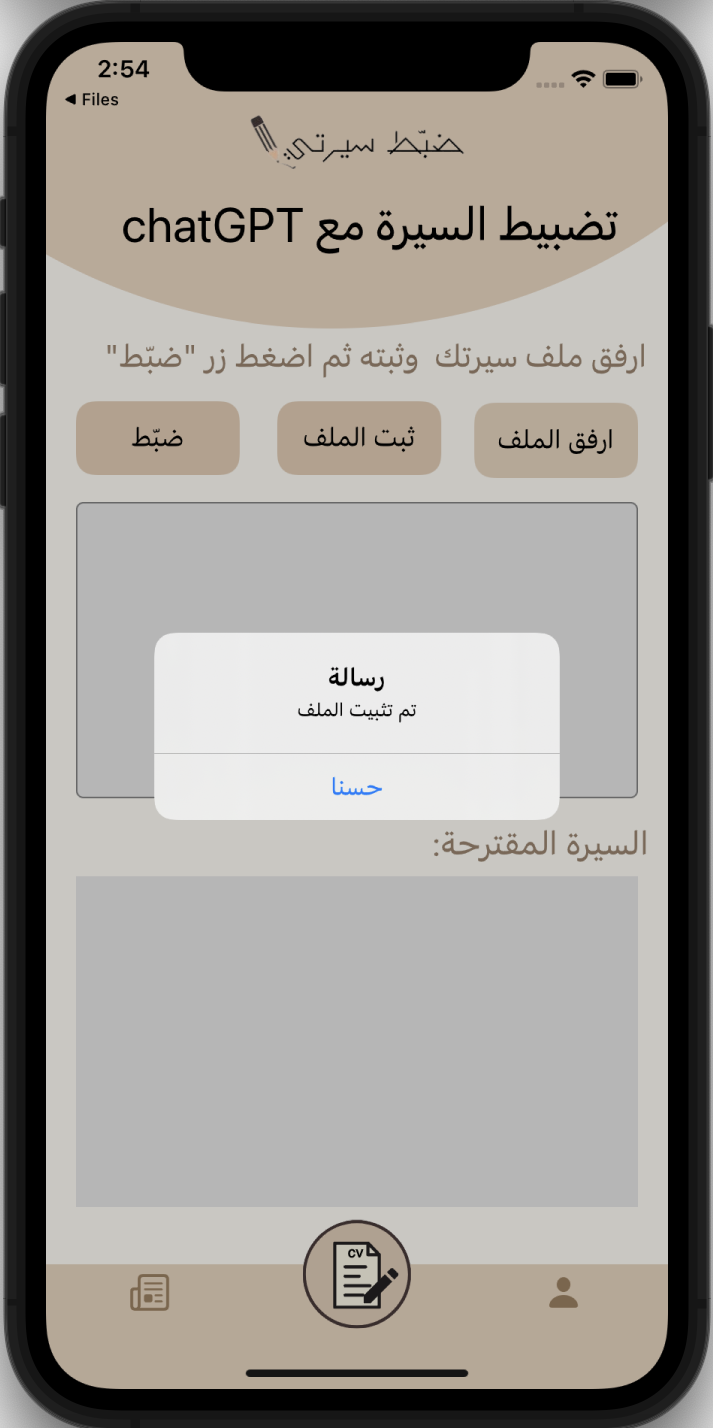 2:54
◀ Files
ضبّط سيرتي
تضبيط السيرة مع chatGPT
ارفق ملف سيرتك وثبته ثم اضغط زر "ضبّط"
ارفق الملف
ثبت الملف
ضبّط
رسالة
تم تثبيت الملف
حسنا
السيرة المقترحة:
CV